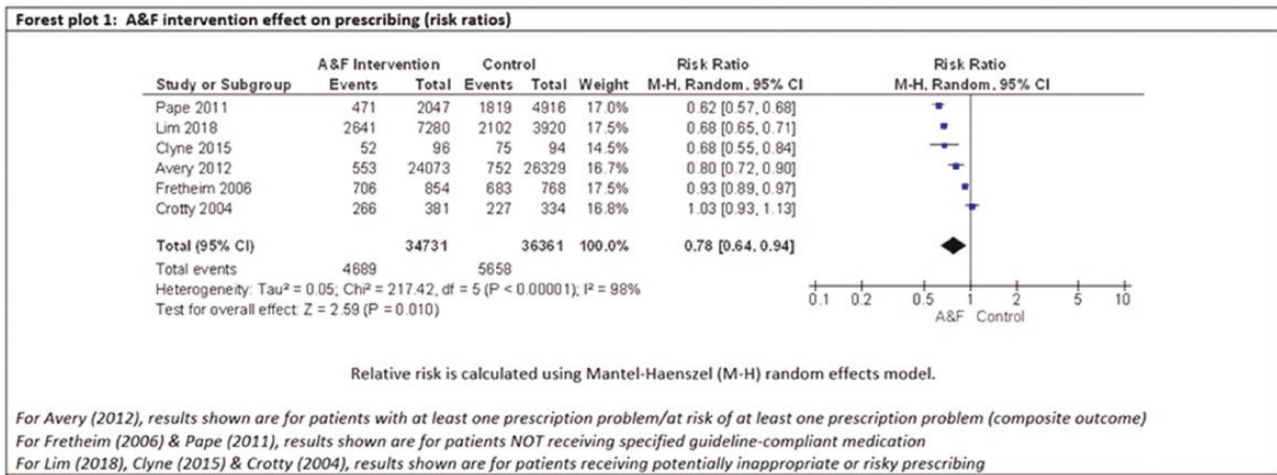 Forest plot 1: A&F intervention effect on prescribing (risk ratios)
A&F Intervention Control Risk Ratio Risk Ratio
Study or Subgroup Events Total Events Total Weight M-H, Random, 95% CI M-H, Random, 95% CI
Pape 2011 471 2047 1819 4916 17.0% 0.62 [0.57, 0.68]
Lim 2018 2641 7280 2102 3920 17.5% 0.68 [0.65, 0.71]
Clyne 2015 52 96 75 94 14.5% 0.68 [0.55, 0.84]
Avery 2012 553 24073 752 26329 16.7% 0.80 [0.72, 0.90]
Fretheim 2006 706 854 683 768 17.5% 0.93 [0.89, 0.97]
Crotty 2004 266 381 227 334 16.8% 1.03 [0.93, 1.13]
Total (95% CI) 34731 36361 100.0% 0.78 [0.64, 0.94]
Total events 4689 5658
Heterogeneity: Tau² = 0.05; Chi² = 217.42, df = 5 (P < 0.00001); I² = 98%
Test for overall effect: Z = 2.59 (P = 0.010)
0.1 0.2 0.5 1 2 5 10
A&F Control
Relative risk is calculated using Mantel-Haenszel (M-H) random effects model.
For Avery (2012), results shown are for patients with at least one prescription problem/at risk of at least one prescription problem (composite outcome)
For Fretheim (2006) & Pape (2011), results shown are for patients NOT receiving specified guideline-compliant medication
For Lim (2018), Clyne (2015) & Crotty (2004), results shown are for patients receiving potentially inappropriate or risky prescribing